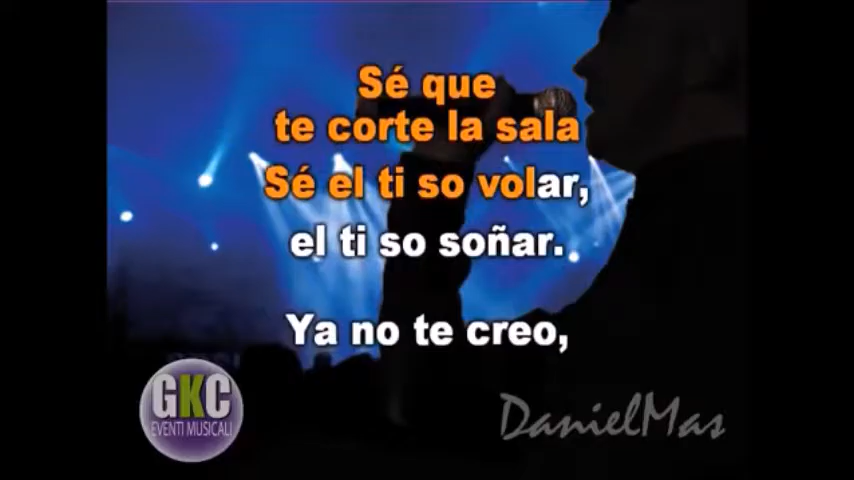 Sé que
te corte la sala
Sé el ti so volar,
el ti so soñar.
Ya no te creo,
GKC
EVENTI MUSICALI
DanielMas